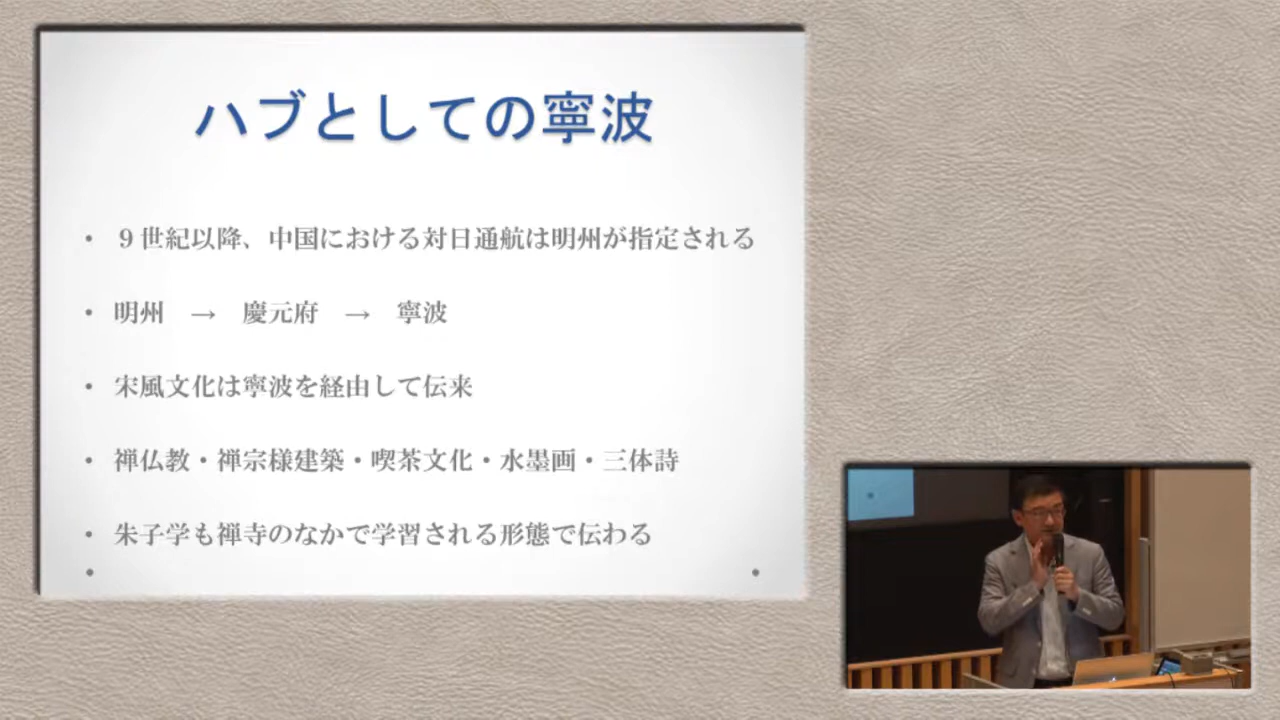 ハブとしての寧波
• 9世紀以降、中国における対日通航は明州が指定される
• 明州 → 慶元府 → 寧波
• 宋風文化は寧波を経由して伝来
• 禅仏教・禅宗様建築・喫茶文化・水墨画・三体詩
• 朱子学も禅寺のなかで学習される形態で伝わる